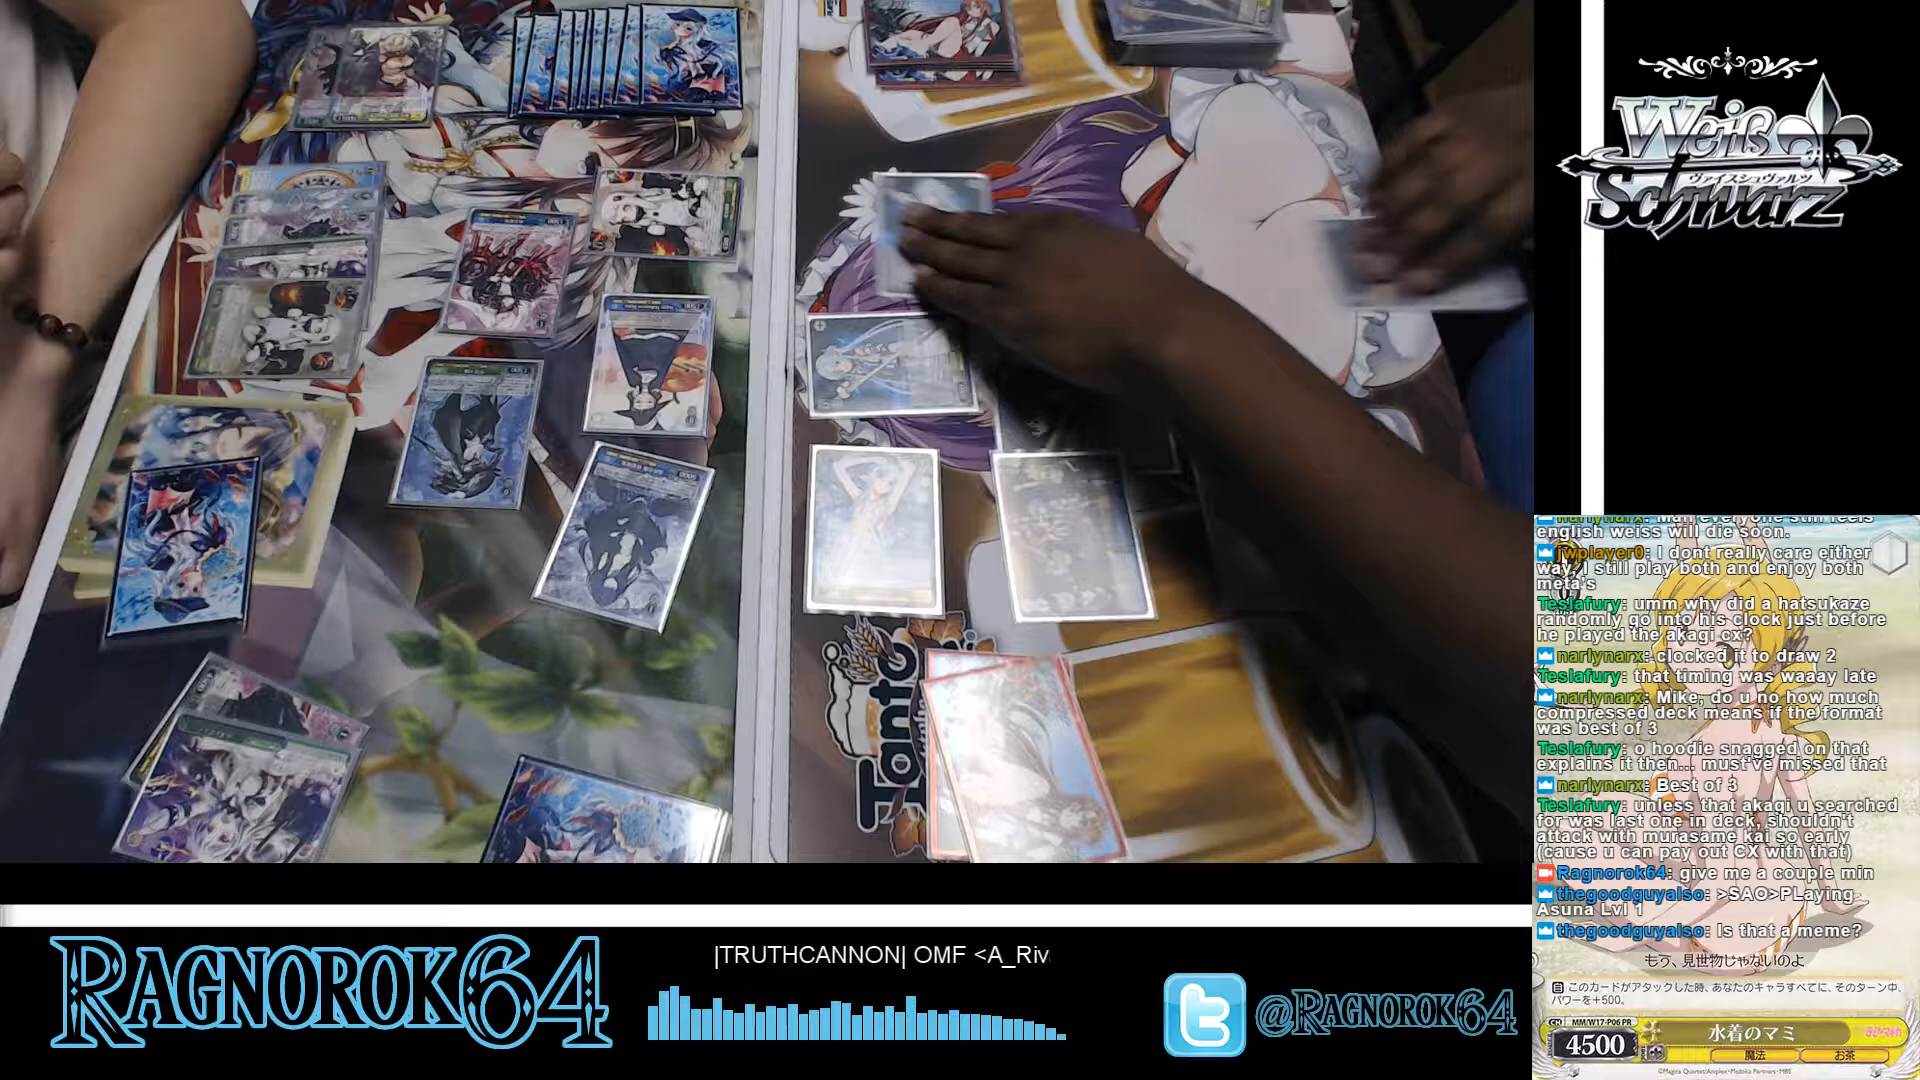 Weiß
ヴァイスシュヴァルツ
Schwarz
english weiss will die soon.
jwplayer0: I dont really care either
way, I still play both and enjoy both
meta's
Teslafury: umm why did a hatsukaze
randomly go into his clock just before
he played the akagi cx?
narlynarx: clocked it to draw 2
Teslafury: that timing was waaay late
narlynarx: Mike, do u no how much
compressed deck means if the format
was best of 3
Teslafury: o hoodie snagged on that
explains it then... must've missed that
narlynarx: Best of 3
Teslafury: unless that akagi u searched
for was last one in deck, shouldn't
attack with murasame kai so early
(cause u can pay out CX with that)
Ragnorok64: give me a couple min
thegoodguyalso: >SAO>PLaying
Asuna Lvl 1
thegoodguyalso: Is that a meme?
もう、見世物じゃないのよ
このカードがアタックした時、あなたのキャラすべてに、そのターン中、
パワーを+500。
MM/W17-P06 PR
4500
水着のマミ
魔法
お茶
Tanto
RAGNOROK64
|TRUTHCANNON| OMF <A_Riv
@RAGNOROK64